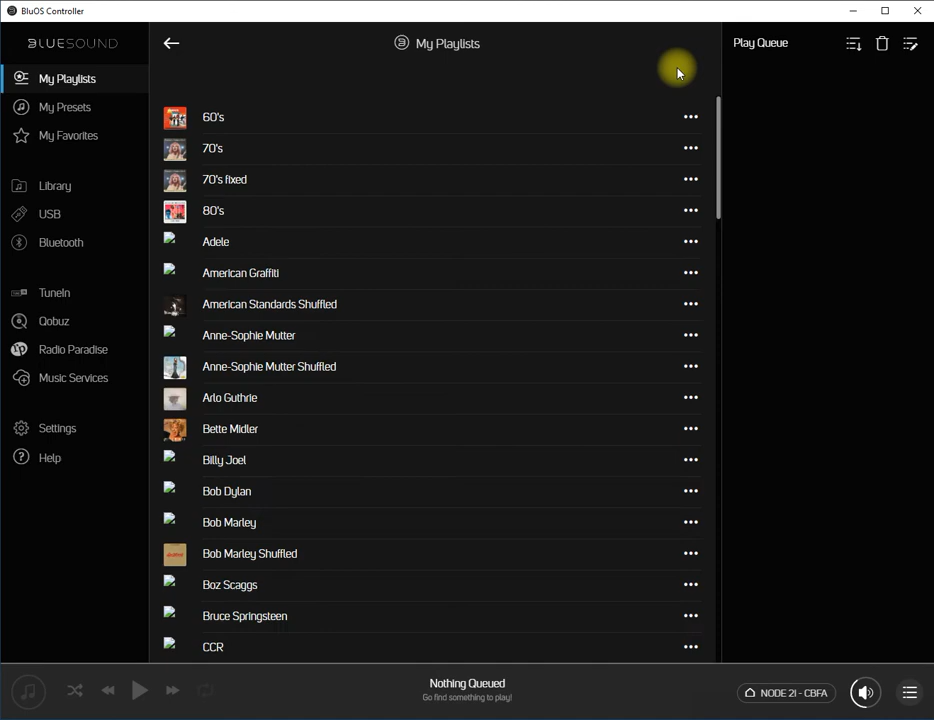 BluOS Controller
BLUESOUND
My Playlists
Play Queue
My Playlists
My Presets
My Favorites
Library
USB
Bluetooth
TuneIn
Qobuz
Radio Paradise
Music Services
Settings
Help
60's
70's
70's fixed
80's
Adele
American Graffiti
American Standards Shuffled
Anne-Sophie Mutter
Anne-Sophie Mutter Shuffled
Arlo Guthrie
Bette Midler
Billy Joel
Bob Dylan
Bob Marley
Bob Marley Shuffled
Boz Scaggs
Bruce Springsteen
CCR
Nothing Queued
Go find something to play!
NODE 2I - CBFA